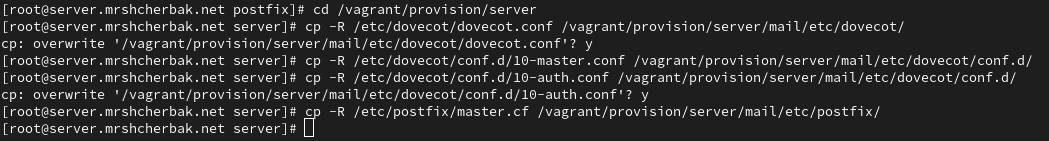 [root@server.mrshcherbak.net postfix]# cd /vagrant/provision/server
[root@server.mrshcherbak.net server]# cp -R /etc/dovecot/dovecot.conf /vagrant/provision/server/mail/etc/dovecot/
cp: overwrite '/vagrant/provision/server/mail/etc/dovecot/dovecot.conf'? y
[root@server.mrshcherbak.net server]# cp -R /etc/dovecot/conf.d/10-master.conf /vagrant/provision/server/mail/etc/dovecot/conf.d/
[root@server.mrshcherbak.net server]# cp -R /etc/dovecot/conf.d/10-auth.conf /vagrant/provision/server/mail/etc/dovecot/conf.d/
cp: overwrite '/vagrant/provision/server/mail/etc/dovecot/conf.d/10-auth.conf'? y
[root@server.mrshcherbak.net server]# cp -R /etc/postfix/master.cf /vagrant/provision/server/mail/etc/postfix/
[root@server.mrshcherbak.net server]#